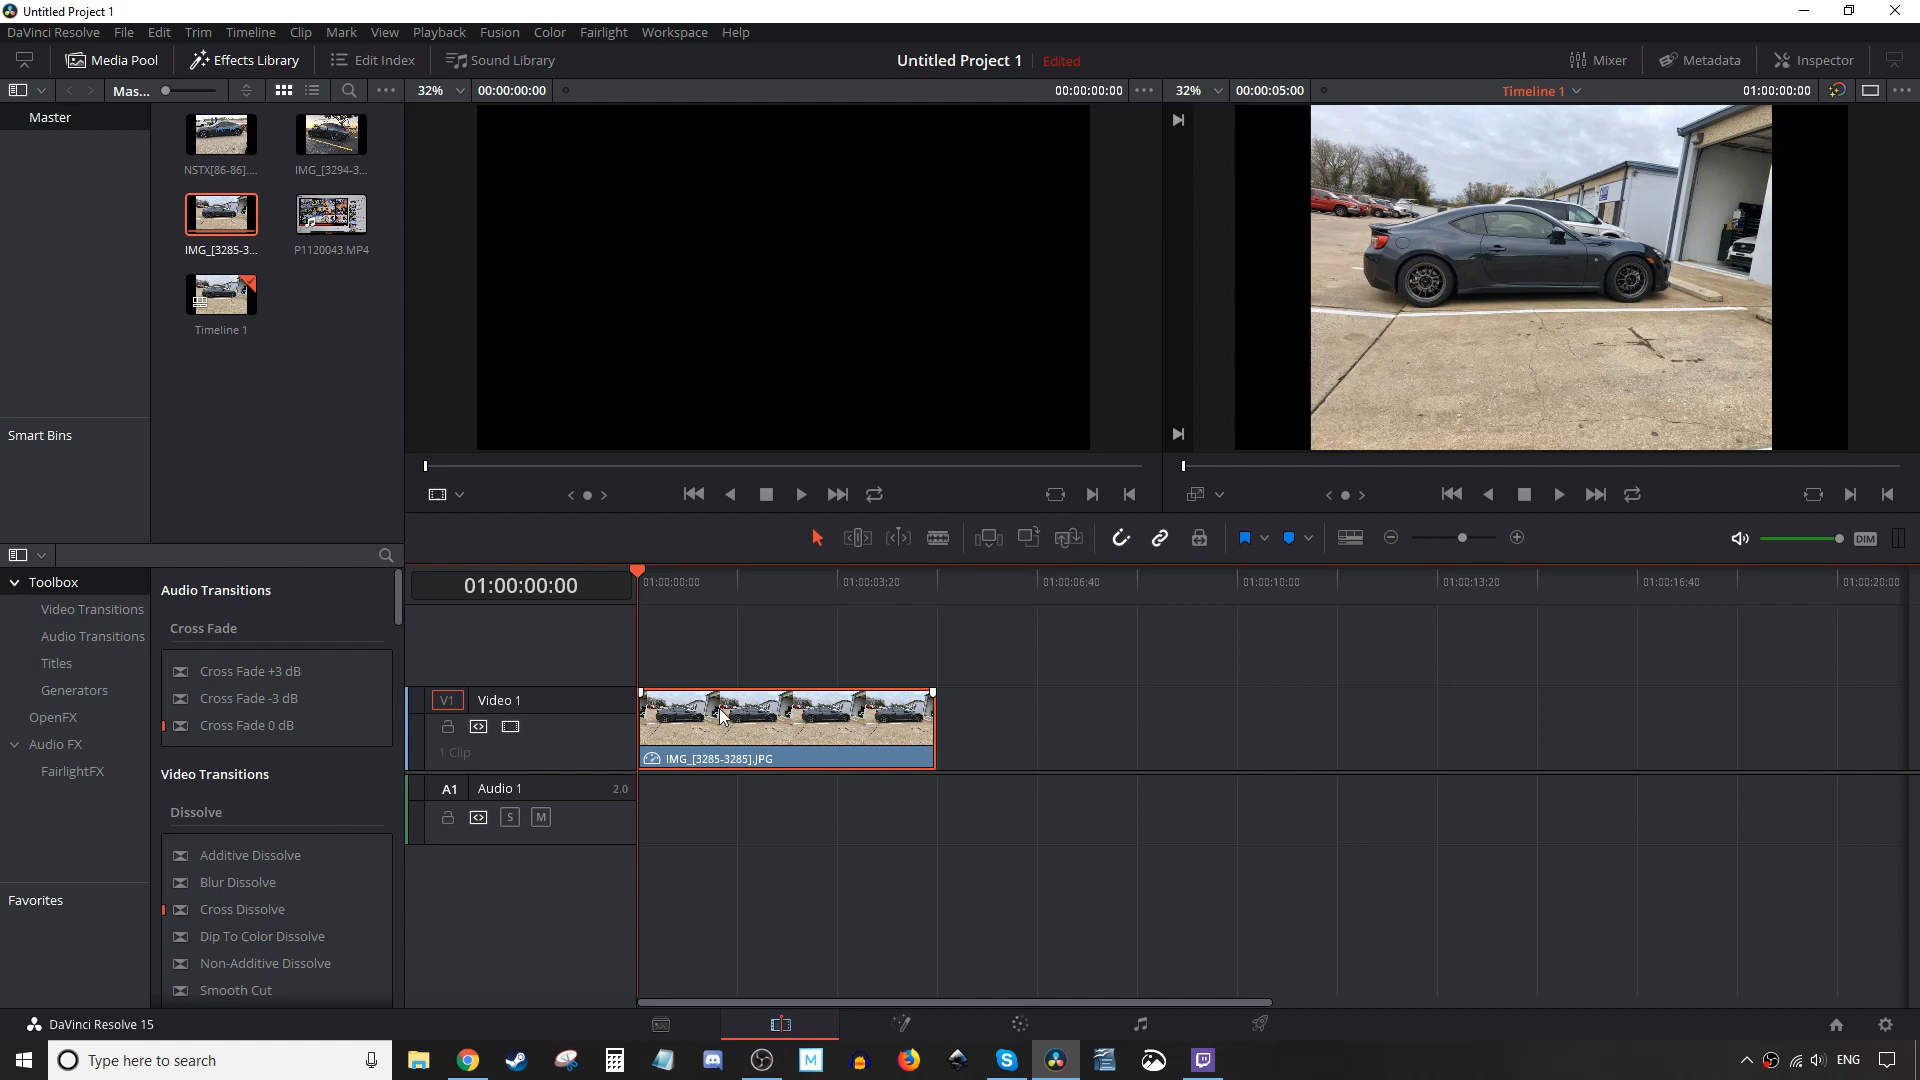 Untitled Project 1
DaVinci Resolve File Edit Trim Timeline Clip Mark View Playback Fusion Color Fairlight Workspace Help
Media Pool Effects Library Edit Index Sound Library Untitled Project 1 Edited Mixer Metadata Inspector
Mas... 32% 00:00:00:00 00:00:00:00 32% 00:00:05:00 Timeline 1 01:00:00:00
Master
NSTX[86-86].... IMG_[3294-3...
IMG_[3285-3... P1120043.MP4
Timeline 1
Smart Bins
DIM
Toolbox
Video Transitions
Audio Transitions
Titles
Generators
OpenFX
Audio FX
FairlightFX
Favorites
Audio Transitions
Cross Fade
Cross Fade +3 dB
Cross Fade -3 dB
Cross Fade 0 dB
Video Transitions
Dissolve
Additive Dissolve
Blur Dissolve
Cross Dissolve
Dip To Color Dissolve
Non-Additive Dissolve
Smooth Cut
01:00:00:00 01:00:00:00 01:00:03:20 01:00:06:40 01:00:10:00 01:00:13:20 01:00:16:40 01:00:20:00
V1 Video 1
1 Clip
IMG_[3285-3285].JPG
A1 Audio 1 2.0
S M
DaVinci Resolve 15
Type here to search M ENG